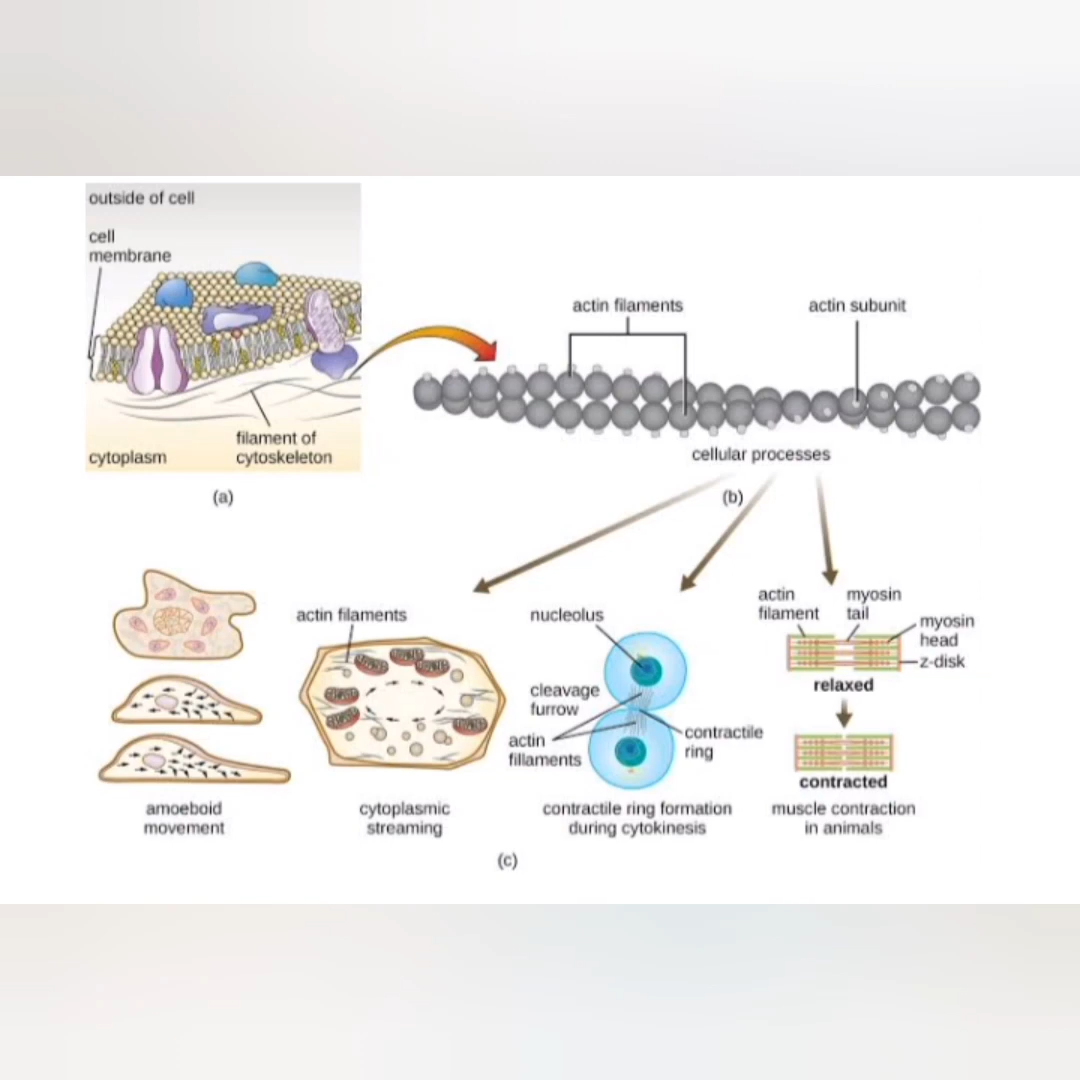 outside of cell
cell
membrane
filament of
cytoskeleton
cytoplasm
(a)
actin filaments
actin subunit
cellular processes
(b)
actin filaments
nucleolus
cleavage
furrow
actin
fillaments
contractile
ring
actin
filament
myosin
tail
myosin
head
z-disk
relaxed
contracted
amoeboid
movement
cytoplasmic
streaming
contractile ring formation
during cytokinesis
muscle contraction
in animals
(c)